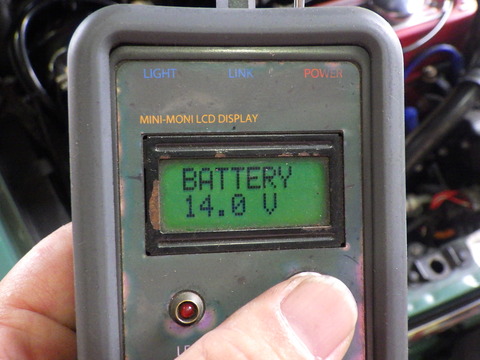 LIGHT LINK POWER
MINI-MONI LCD DISPLAY
BATTERY
14.0 V